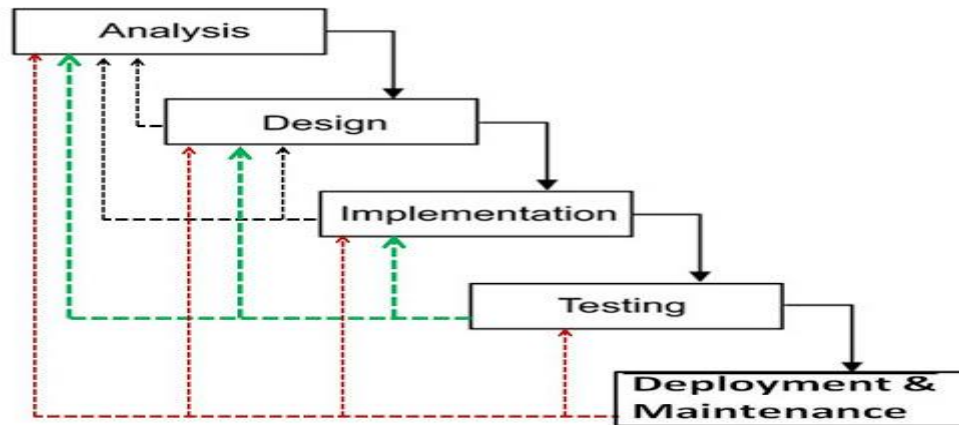 Analysis
Design
Implementation
Testing
Deployment &
Maintenance